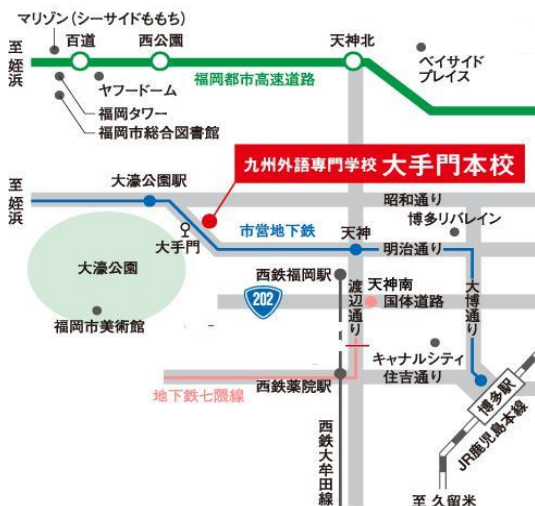 マリゾン(シーサイドももち)
至姪浜
百道
西公園
天神北
ベイサイド
プレイス
ヤフードーム
福岡都市高速道路
福岡タワー
福岡市総合図書館
九州外語専門学校 大手門本校
至姪浜
大濠公園駅
昭和通り
博多リバレイン
市営地下鉄
大手門
天神
明治通り
大濠公園
西鉄福岡駅
渡辺通り
天神南
大博通り
202
国体道路
福岡市美術館
キャナルシティ
住吉通り
地下鉄七隈線
西鉄薬院駅
博多駅
西鉄大牟田線
JR鹿児島本線
至 久留米